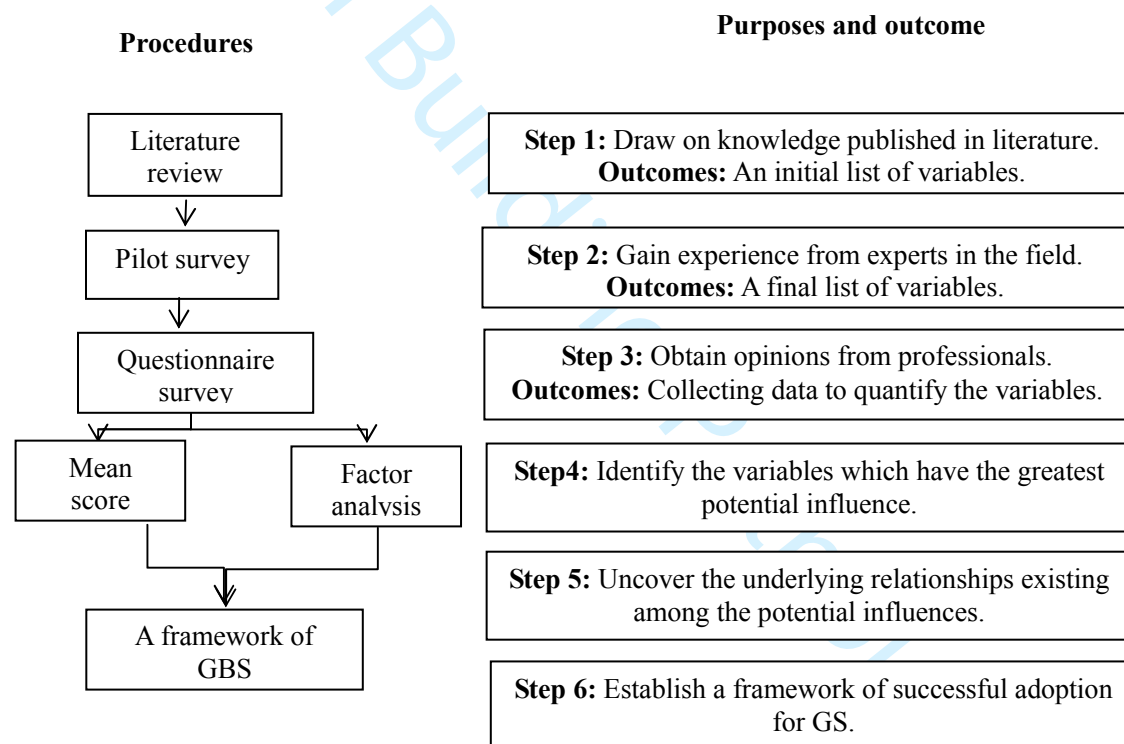 Procedures
Purposes and outcome
Literature
review
Step 1: Draw on knowledge published in literature.
Outcomes: An initial list of variables.
Pilot survey
Step 2: Gain experience from experts in the field.
Outcomes: A final list of variables.
Questionnaire
survey
Step 3: Obtain opinions from professionals.
Outcomes: Collecting data to quantify the variables.
Mean
score
Factor
analysis
Step4: Identify the variables which have the greatest
potential influence.
Step 5: Uncover the underlying relationships existing
among the potential influences.
A framework of
GBS
Step 6: Establish a framework of successful adoption
for GS.